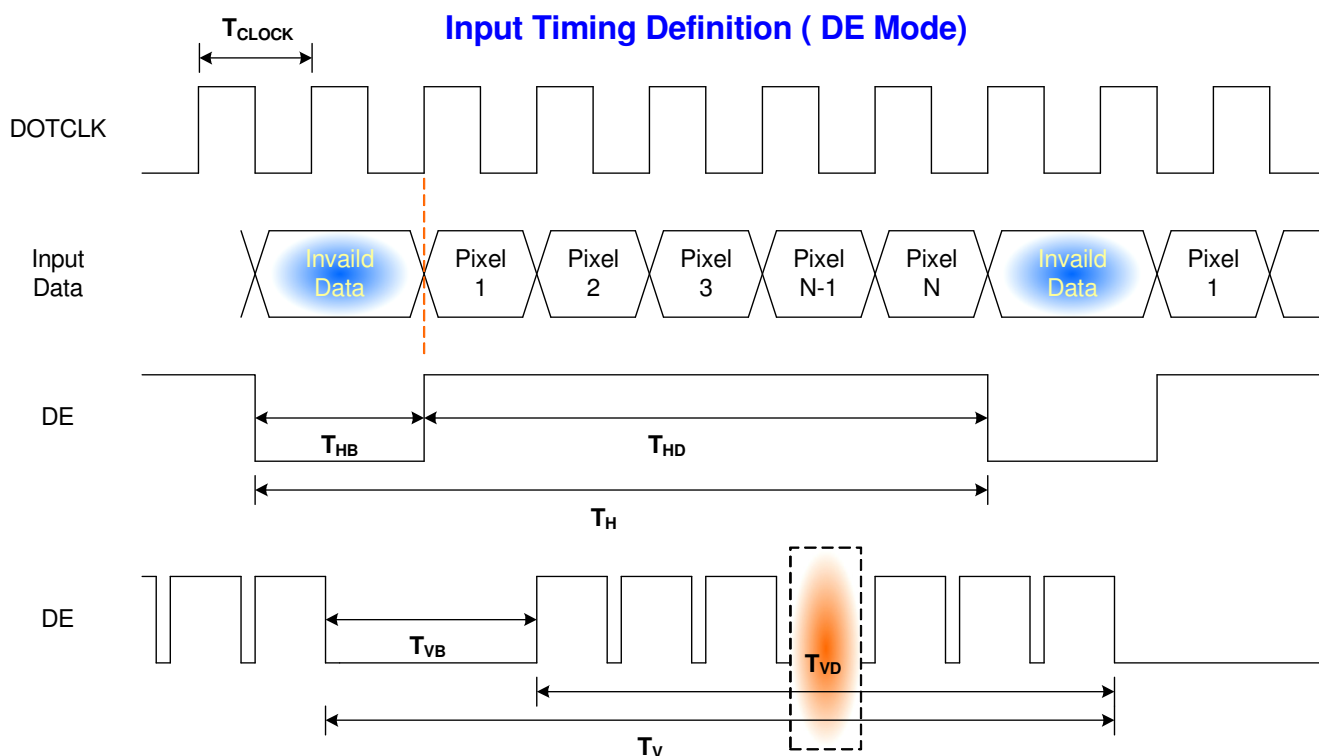 Input Timing Definition ( DE Mode)
TCLOCK
DOTCLK
Input
Data
Invaild
Data
Pixel
1
Pixel
2
Pixel
3
Pixel
N-1
Pixel
N
Invaild
Data
Pixel
1
DE
THB
THD
TH
DE
TVB
TVD
TV